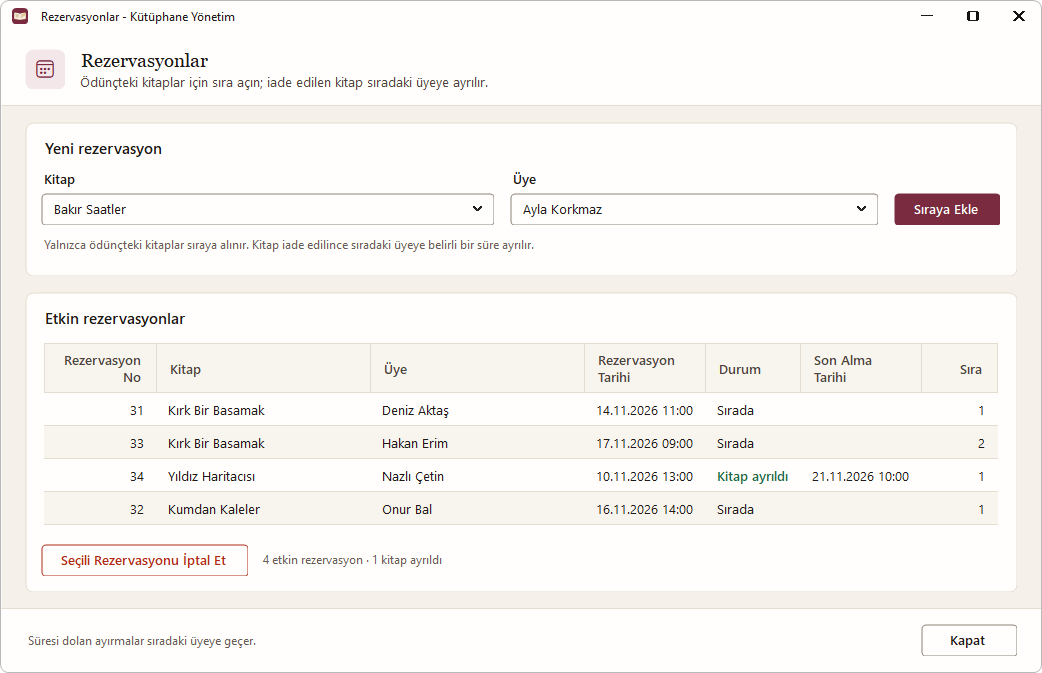 Rezervasyonlar - Kütüphane Yönetim
Rezervasyonlar
Ödünçteki kitaplar için sıra açın; iade edilen kitap sıradaki üyeye ayrılır.
Yeni rezervasyon
Kitap Üye
Bakır Saatler Ayla Korkmaz Sıraya Ekle
Yalnızca ödünçteki kitaplar sıraya alınır. Kitap iade edilince sıradaki üyeye belirli bir süre ayrılır.
Etkin rezervasyonlar
Rezervasyon No Kitap Üye Rezervasyon Tarihi Durum Son Alma Tarihi Sıra
31 Kırk Bir Basamak Deniz Aktaş 14.11.2026 11:00 Sırada 1
33 Kırk Bir Basamak Hakan Erim 17.11.2026 09:00 Sırada 2
34 Yıldız Haritacısı Nazlı Çetin 10.11.2026 13:00 Kitap ayrıldı 21.11.2026 10:00 1
32 Kumdan Kaleler Onur Bal 16.11.2026 14:00 Sırada 1
Seçili Rezervasyonu İptal Et 4 etkin rezervasyon · 1 kitap ayrıldı
Süresi dolan ayırmalar sıradaki üyeye geçer. Kapat